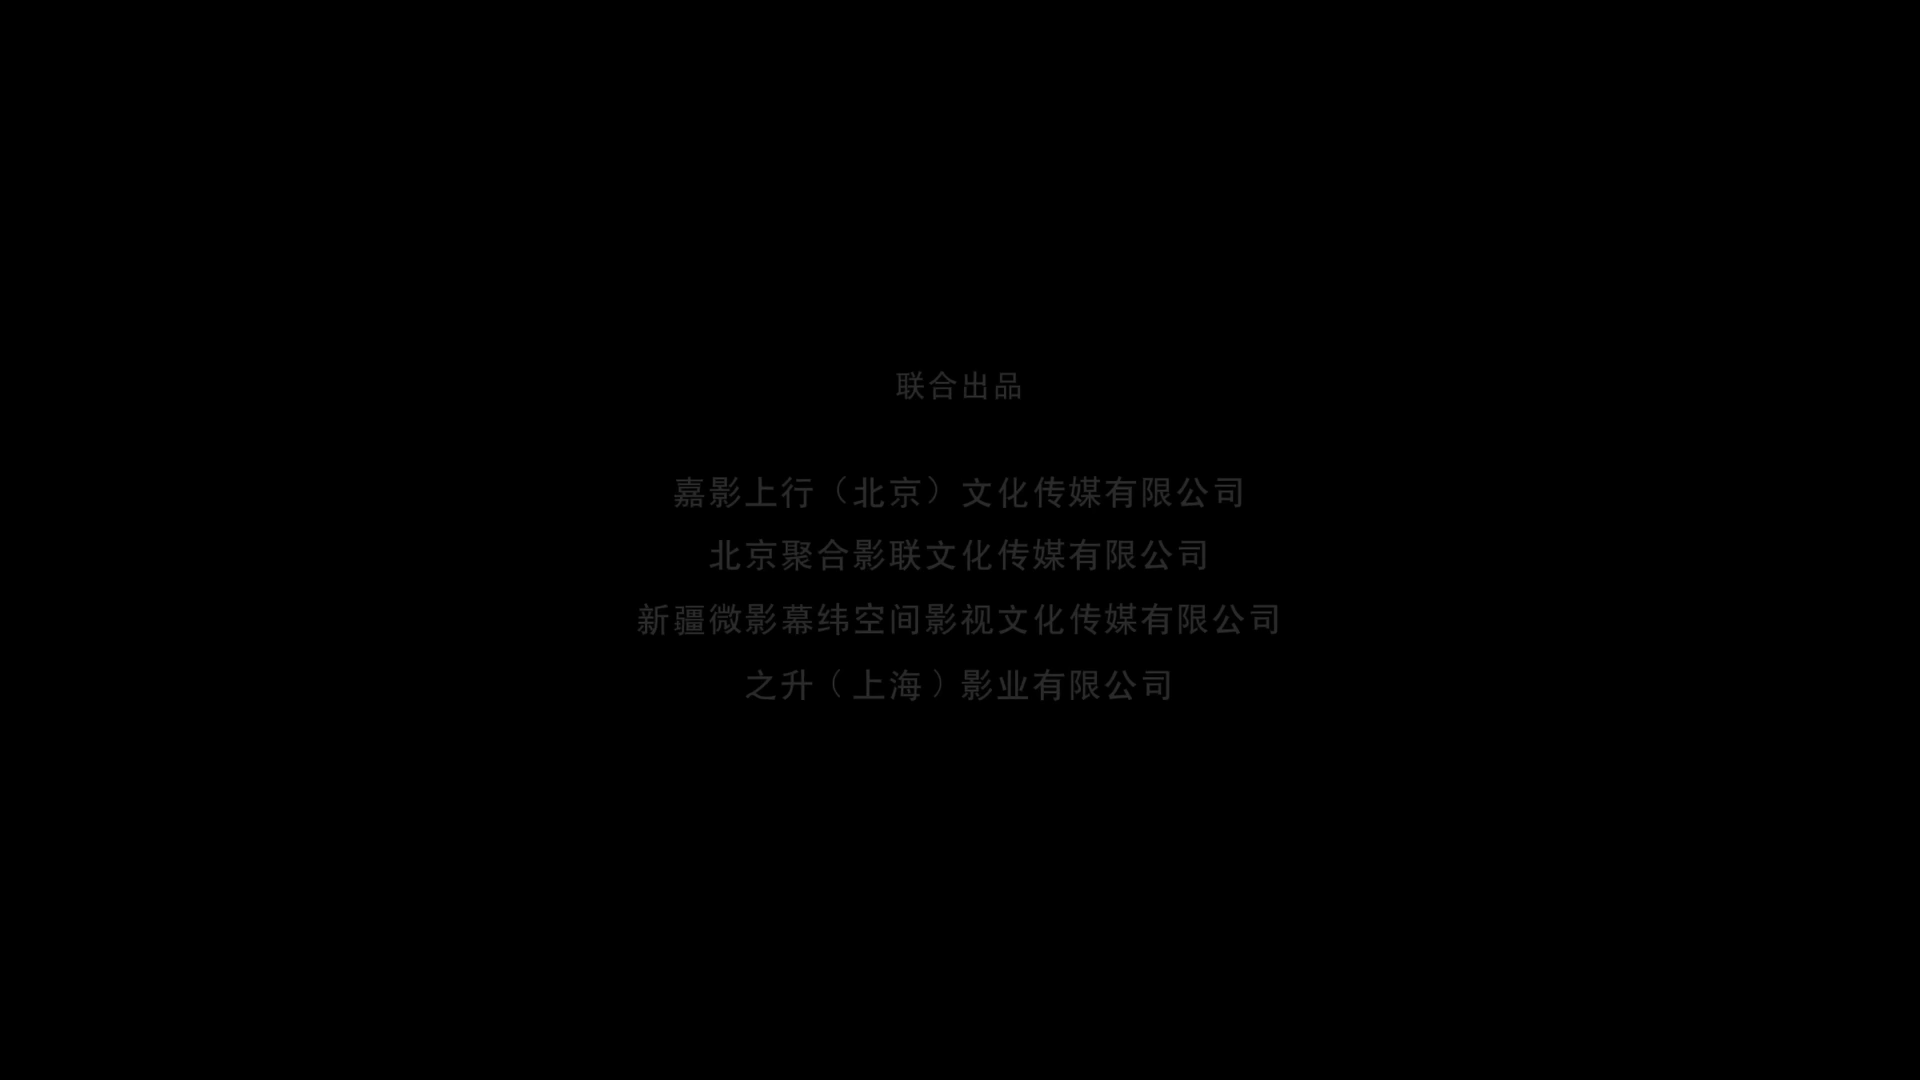 联合出品
嘉影上行（北京）文化传媒有限公司
北京聚合影联文化传媒有限公司
新疆微影幕纬空间影视文化传媒有限公司
之升（上海）影业有限公司